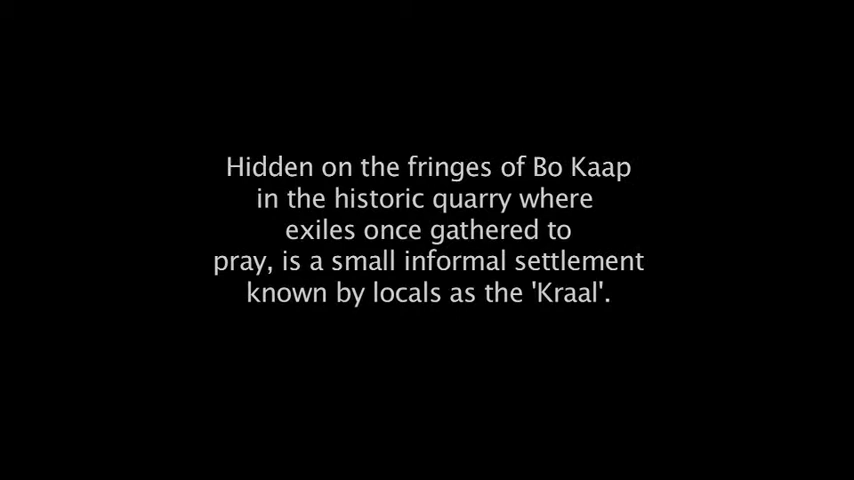 Hidden on the fringes of Bo Kaap
in the historic quarry where
exiles once gathered to
pray, is a small informal settlement
known by locals as the 'Kraal'.